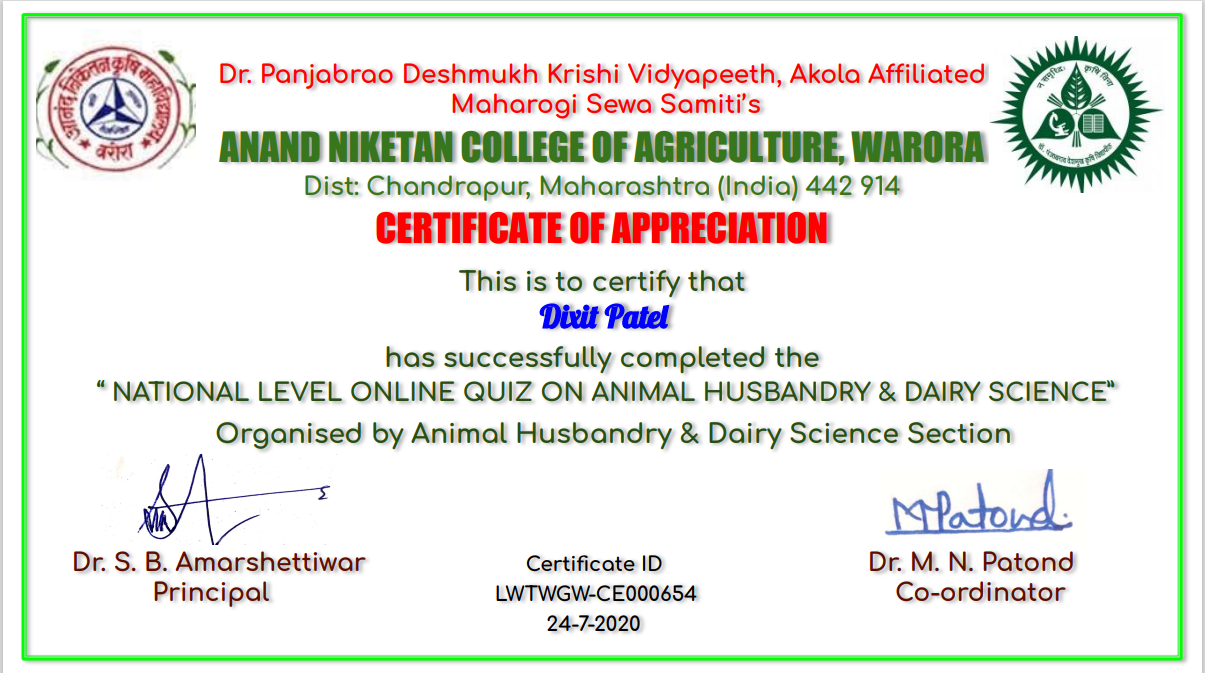 आनंद निकेतन कृषि महाविद्यालय
वरोरा
Dr. Panjabrao Deshmukh Krishi Vidyapeeth, Akola Affiliated
Maharogi Sewa Samiti's
ANAND NIKETAN COLLEGE OF AGRICULTURE, WARORA
Dist: Chandrapur, Maharashtra (India) 442 914
CERTIFICATE OF APPRECIATION
This is to certify that
Dixit Patel
has successfully completed the
“ NATIONAL LEVEL ONLINE QUIZ ON ANIMAL HUSBANDRY & DAIRY SCIENCE”
Organised by Animal Husbandry & Dairy Science Section
MPatond.
Dr. S. B. Amarshettiwar
Principal
Certificate ID
LWTWGW-CE000654
24-7-2020
Dr. M. N. Patond
Co-ordinator